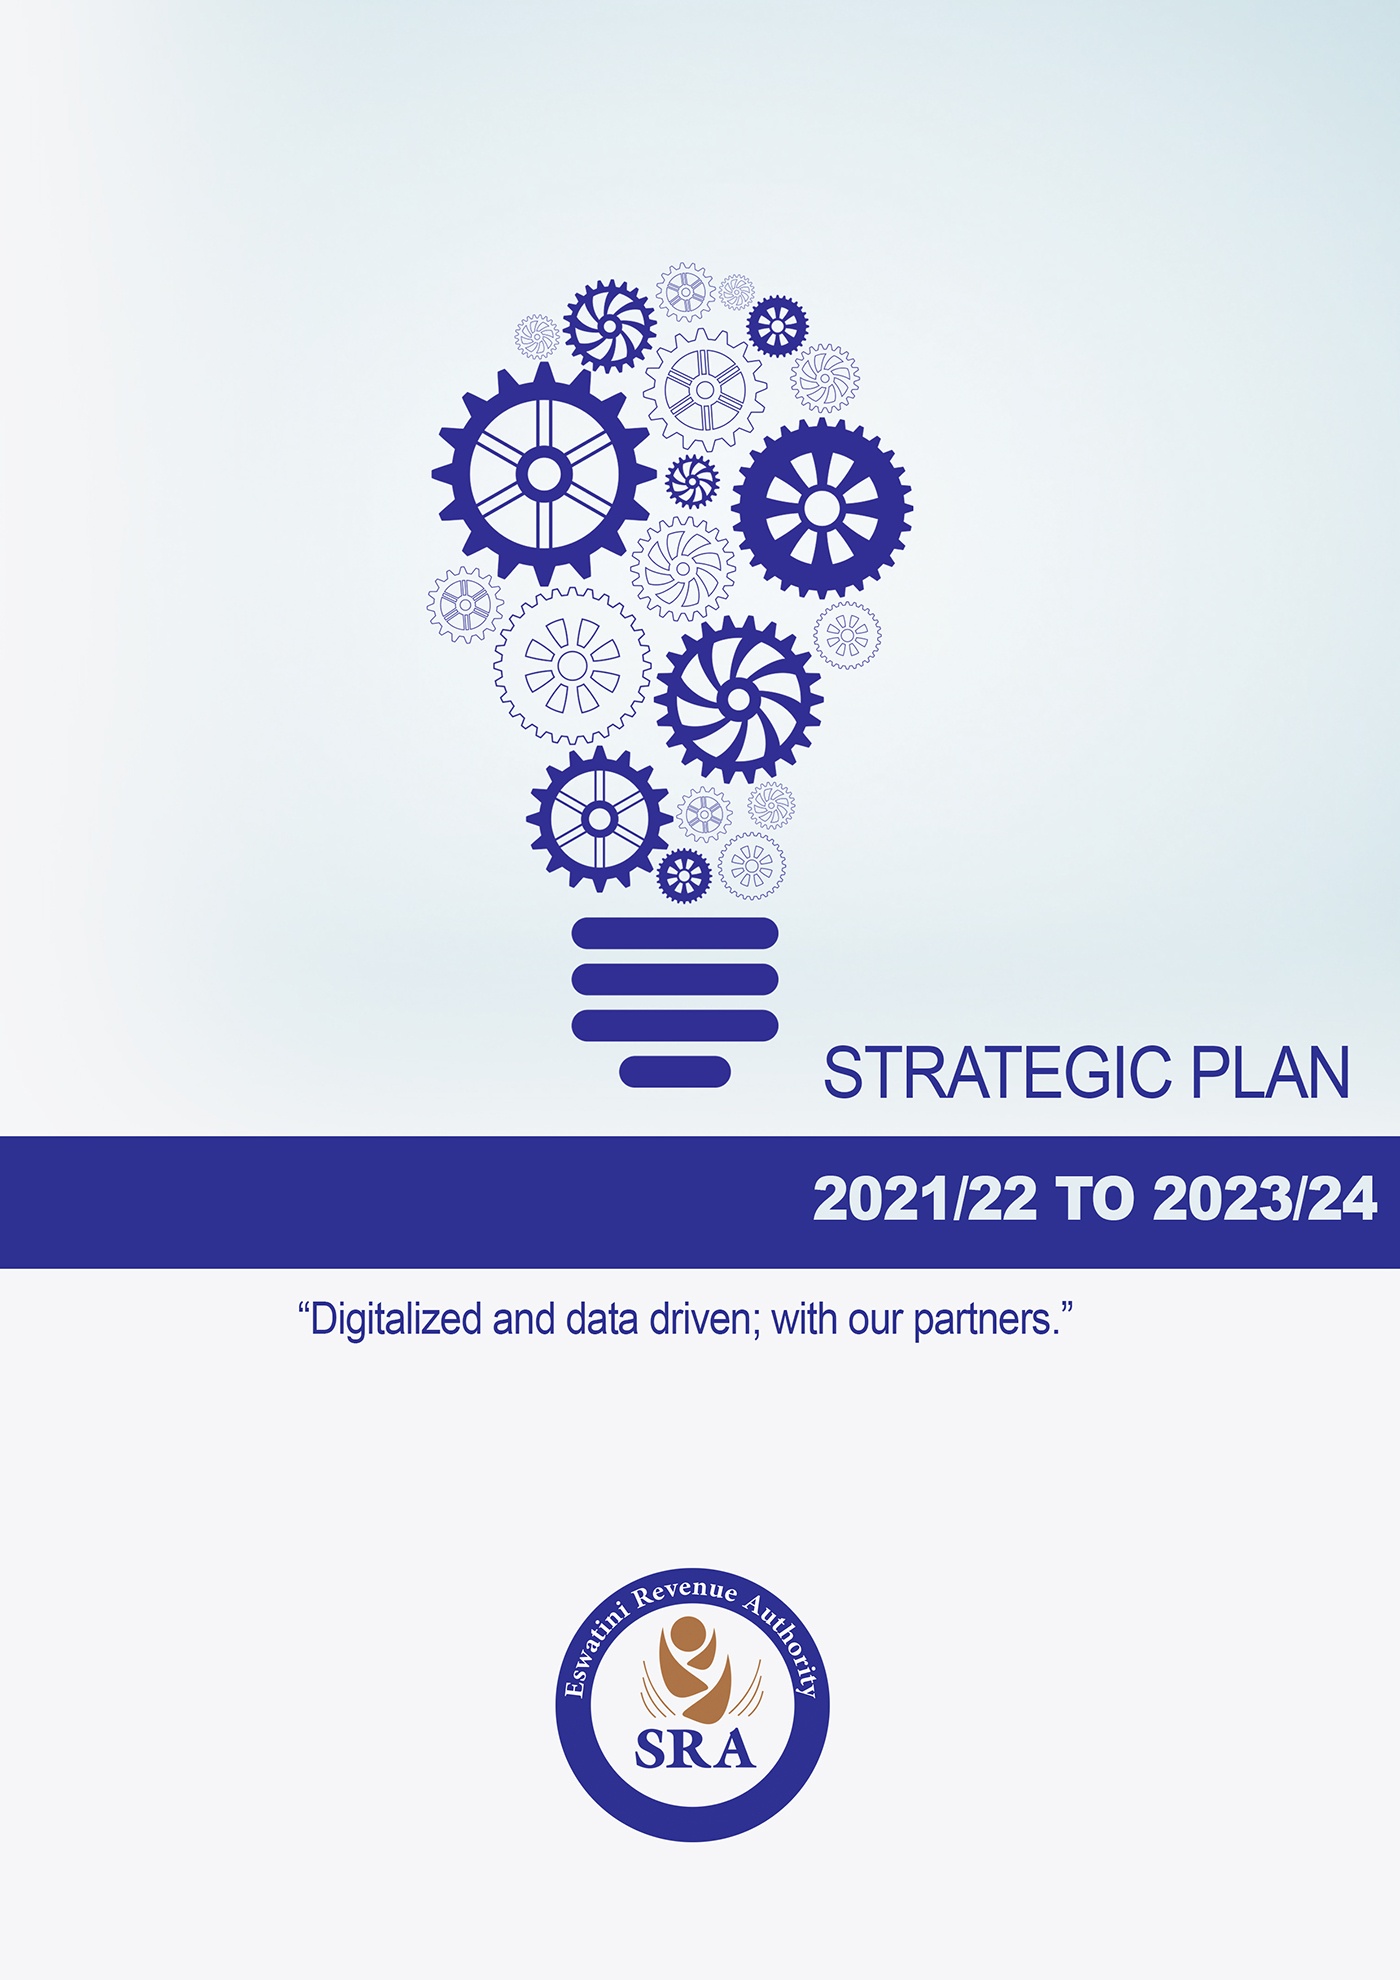 STRATEGIC PLAN
2021/22 TO 2023/24
“Digitalized and data driven; with our partners.”
Eswatini Revenue Authority
SRA